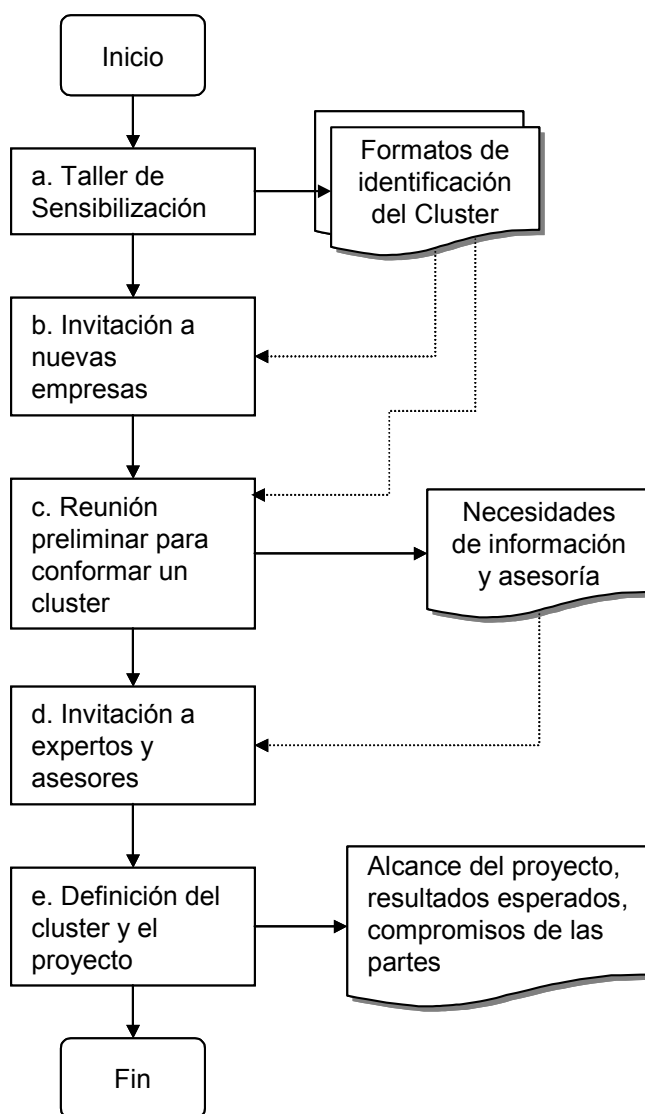 Inicio
a. Taller de
Sensibilización
Formatos de
identificación
del Cluster
b. Invitación a
nuevas
empresas
c. Reunión
preliminar para
conformar un
cluster
Necesidades
de información
y asesoría
d. Invitación a
expertos y
asesores
e. Definición del
cluster y el
proyecto
Alcance del proyecto,
resultados esperados,
compromisos de las
partes
Fin